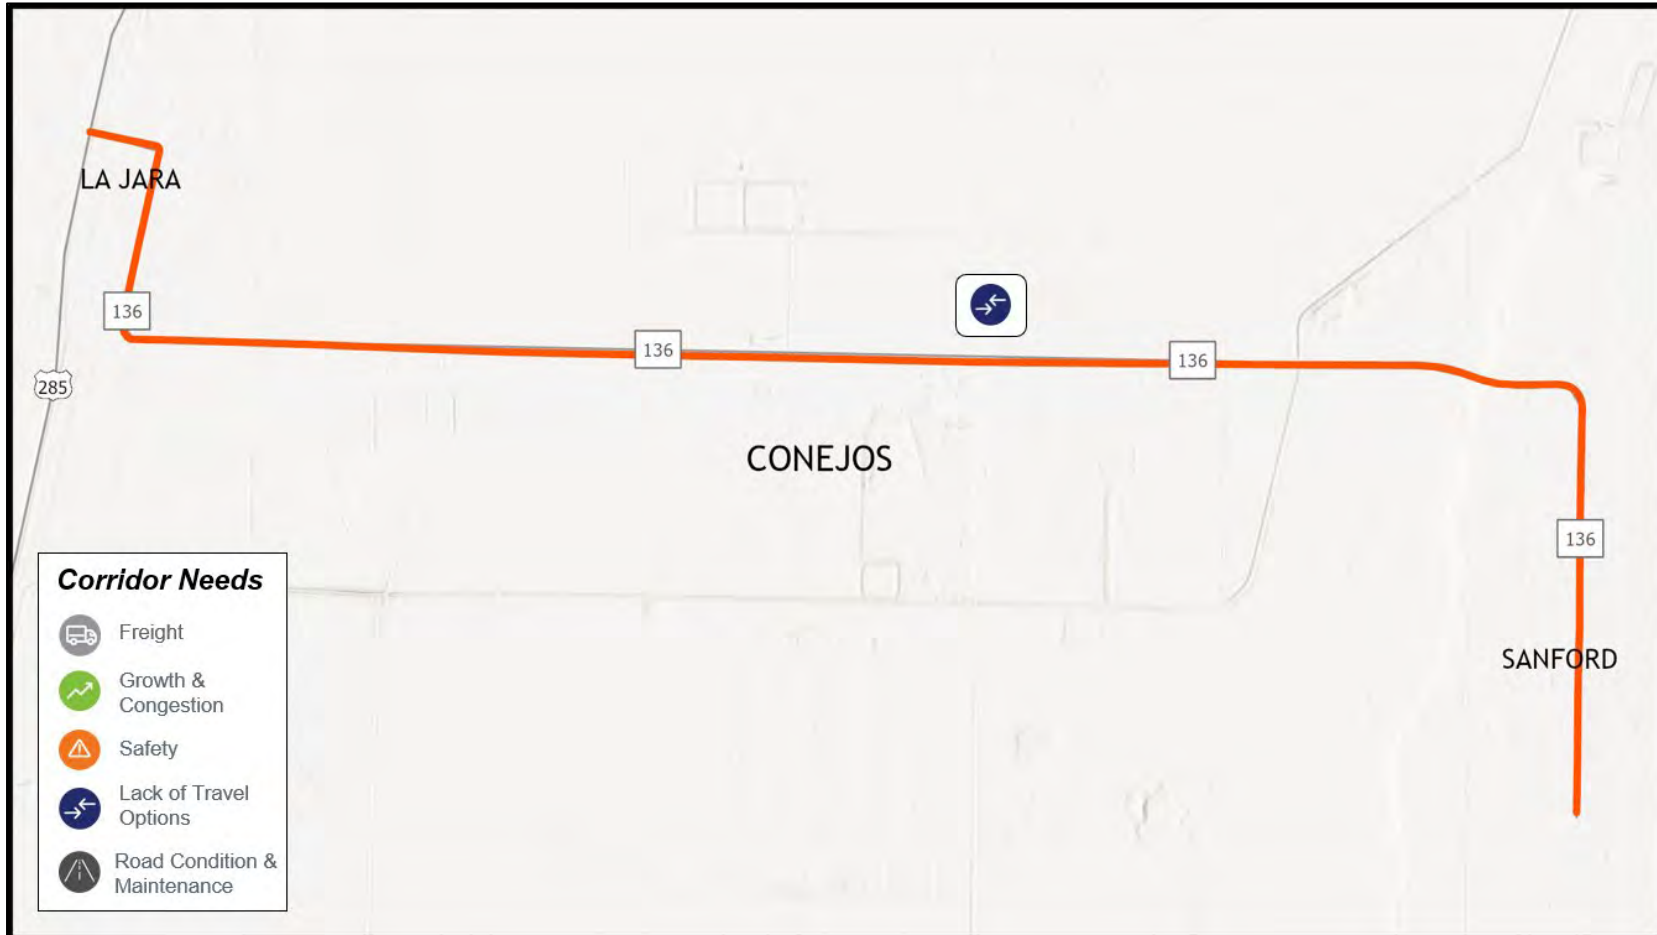 LA JARA
136
136
136
285
CONEJOS
136
SANFORD
Corridor Needs
Freight
Growth &
Congestion
Safety
Lack of Travel
Options
Road Condition &
Maintenance